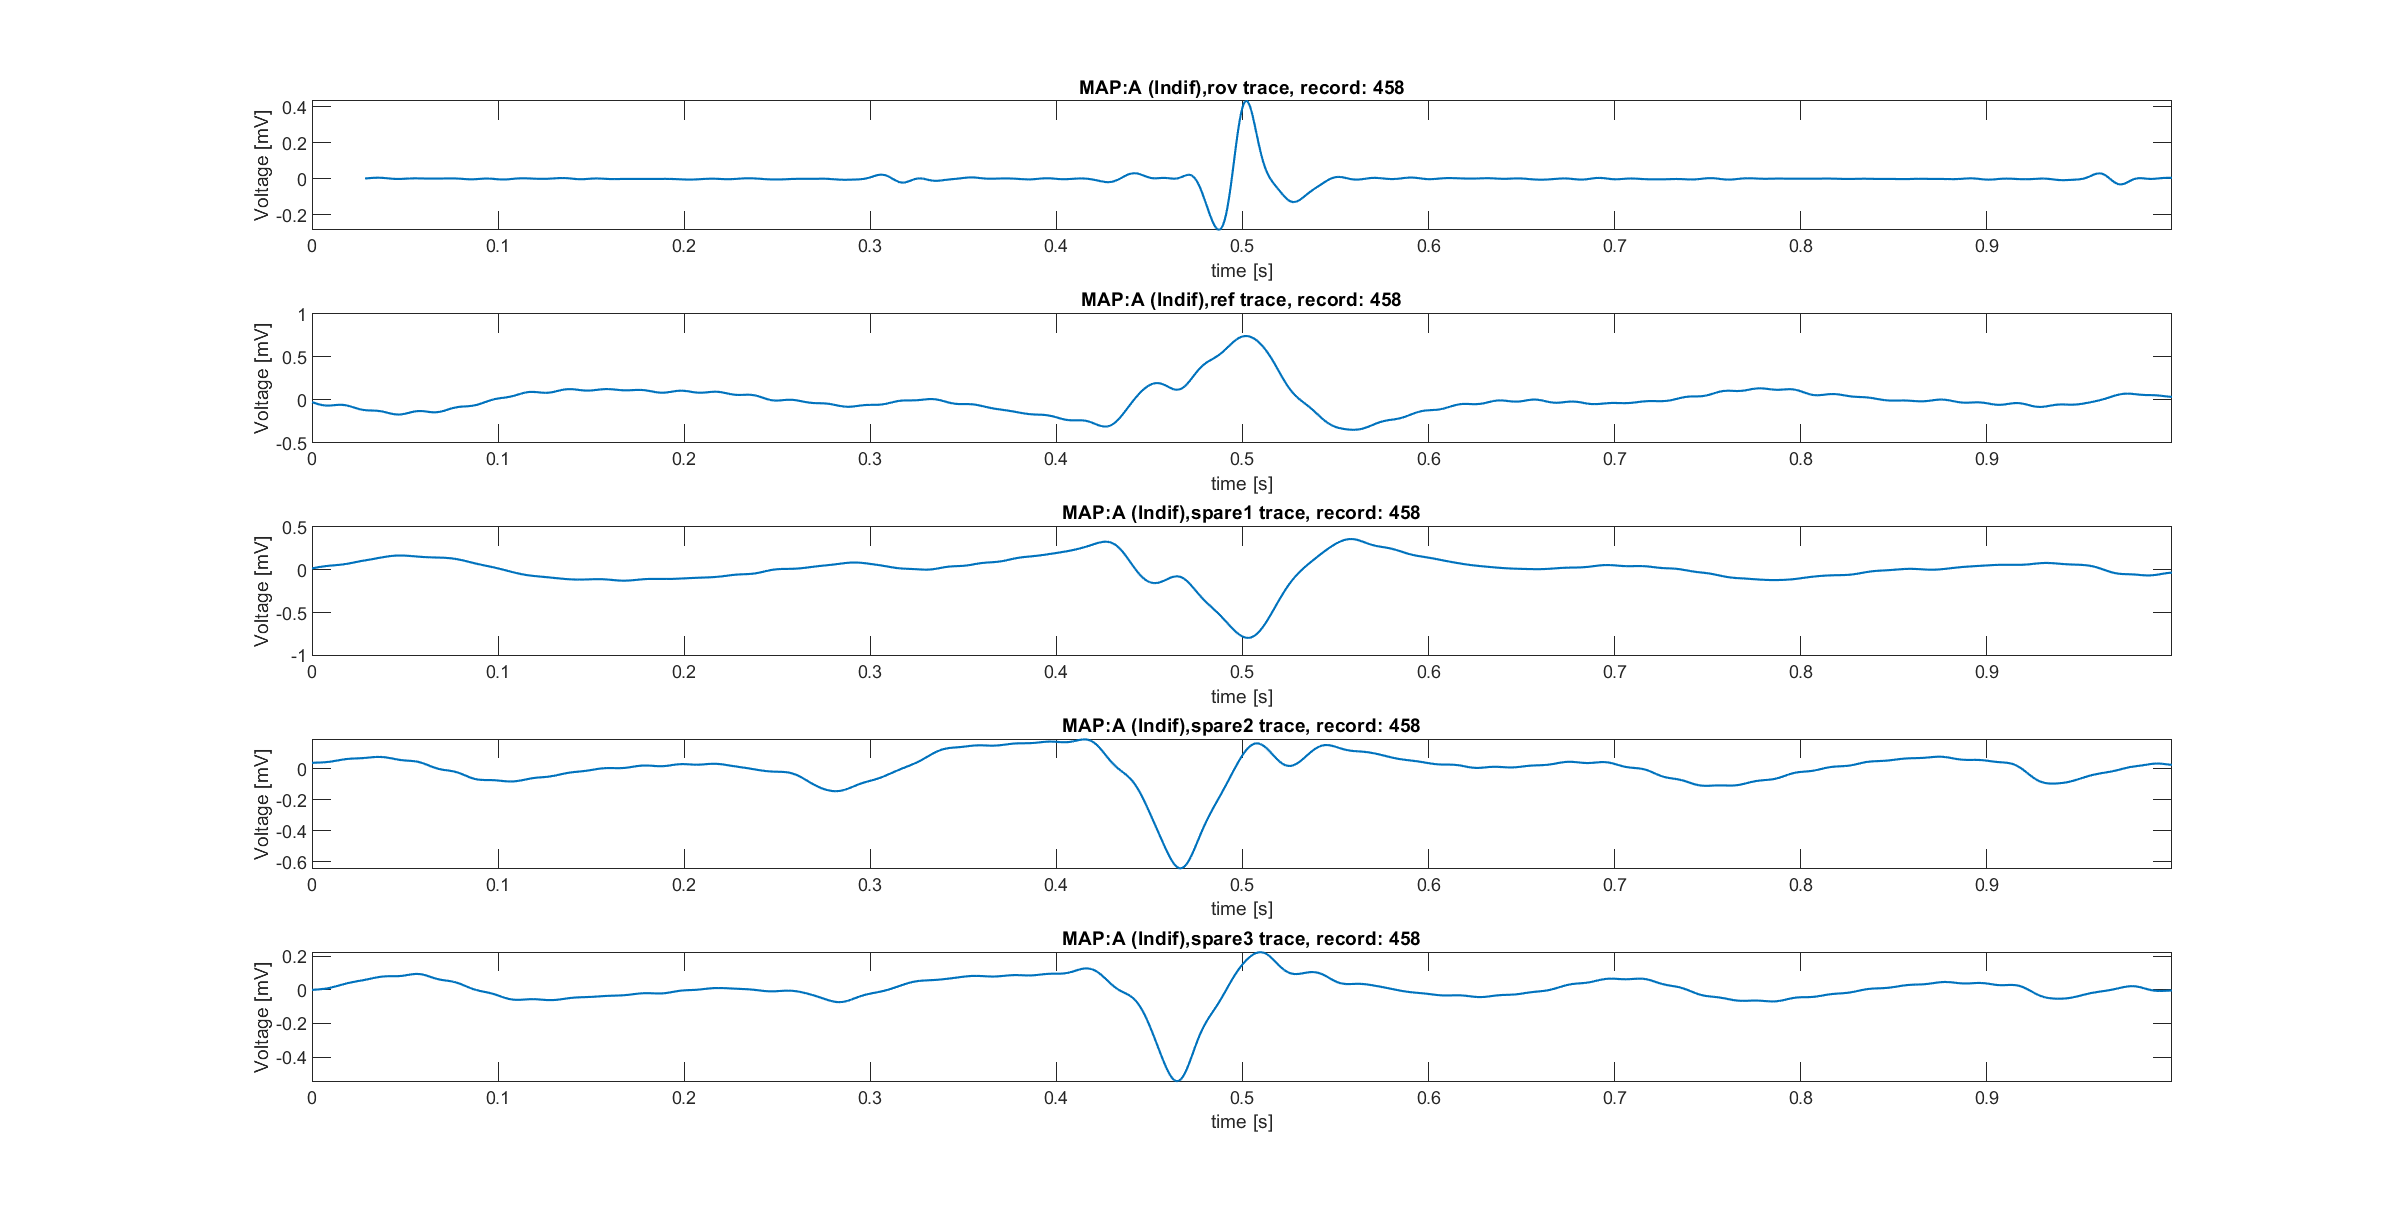 MAP:A (Indif),rov trace, record: 458
Voltage [mV]
0.4
0.2
0
-0.2
0 0.1 0.2 0.3 0.4 0.5 0.6 0.7 0.8 0.9
time [s]
MAP:A (Indif),ref trace, record: 458
Voltage [mV]
1
0.5
0
-0.5
0 0.1 0.2 0.3 0.4 0.5 0.6 0.7 0.8 0.9
time [s]
MAP:A (Indif),spare1 trace, record: 458
Voltage [mV]
0.5
0
-0.5
-1
0 0.1 0.2 0.3 0.4 0.5 0.6 0.7 0.8 0.9
time [s]
MAP:A (Indif),spare2 trace, record: 458
Voltage [mV]
0
-0.2
-0.4
-0.6
0 0.1 0.2 0.3 0.4 0.5 0.6 0.7 0.8 0.9
time [s]
MAP:A (Indif),spare3 trace, record: 458
Voltage [mV]
0.2
0
-0.2
-0.4
0 0.1 0.2 0.3 0.4 0.5 0.6 0.7 0.8 0.9
time [s]